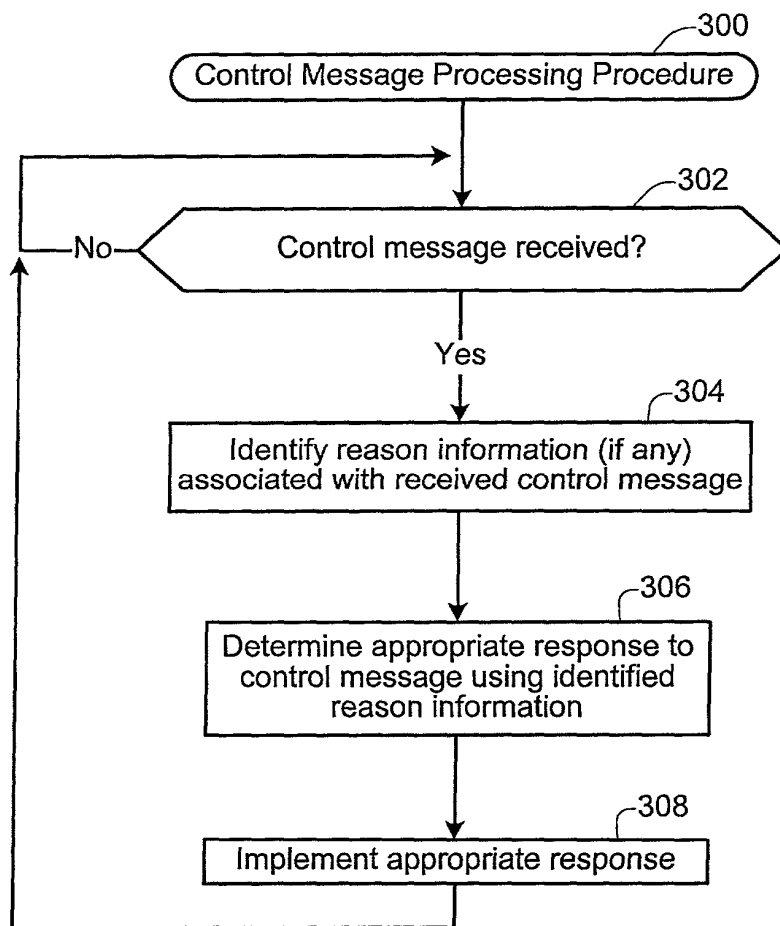 300
Control Message Processing Procedure
302
Control message received?
No
Yes
304
Identify reason information (if any)
associated with received control message
306
Determine appropriate response to
control message using identified
reason information
308
Implement appropriate response